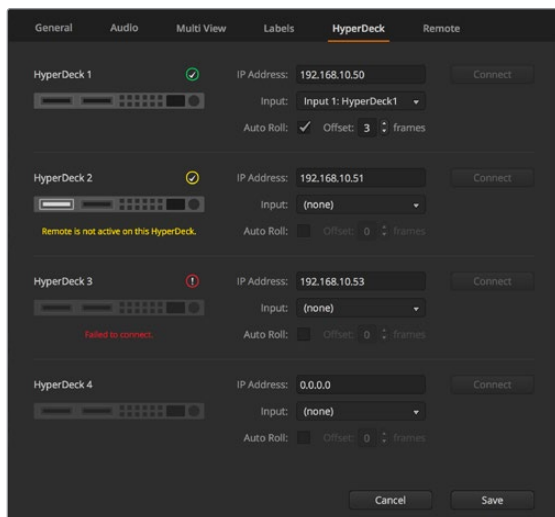 General Audio Multi View Labels HyperDeck Remote
HyperDeck 1 IP Address: 192.168.10.50 Connect
Input: Input 1: HyperDeck1
Auto Roll: Offset: 3 frames
HyperDeck 2 IP Address: 192.168.10.51 Connect
Input: (none)
Remote is not active on this HyperDeck.
Auto Roll: Offset: 0 frames
HyperDeck 3 IP Address: 192.168.10.53 Connect
Input: (none)
Failed to connect. Auto Roll: Offset: 0 frames
HyperDeck 4 IP Address: 0.0.0.0 Connect
Input: (none)
Auto Roll: Offset: 0 frames
Cancel Save